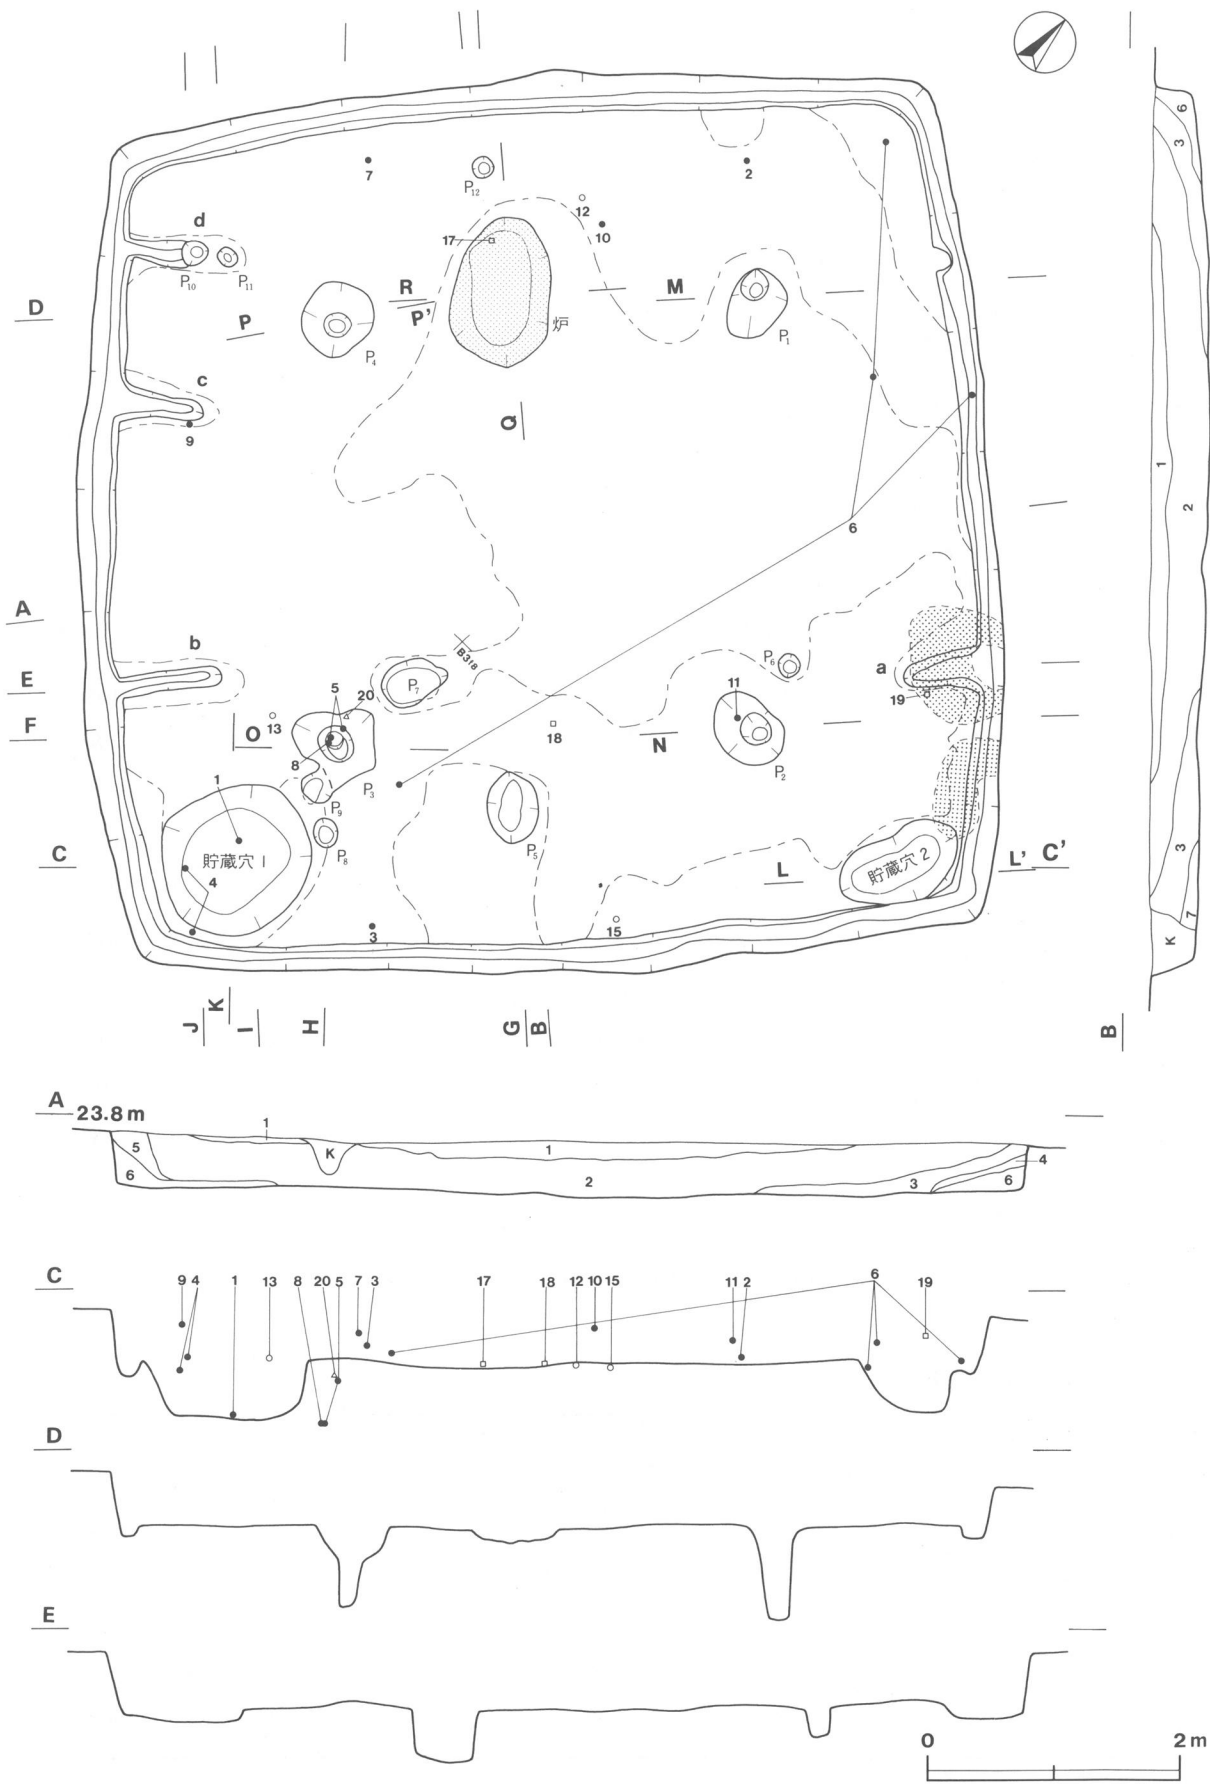 7
P12
2
12
10
d
17
P10
P11
R
M
D
P
P'
炉
P4
P1
c
9
Q
6
A
b
B318
P6
a
E
P7
5
20
11
19
F
O
13
18
N
8
P3
P2
1
P9
C
貯蔵穴1
P8
P5
L
貯蔵穴2
L'
C'
4
3
15
J
K
I
H
G
B
6
3
1
2
3
7
K
B
A
23.8m
1
5
K
1
4
6
2
3
6
C
9
4
1
13
8
20
5
7
3
17
18
12
10
15
11
2
6
19
D
E
0
2m